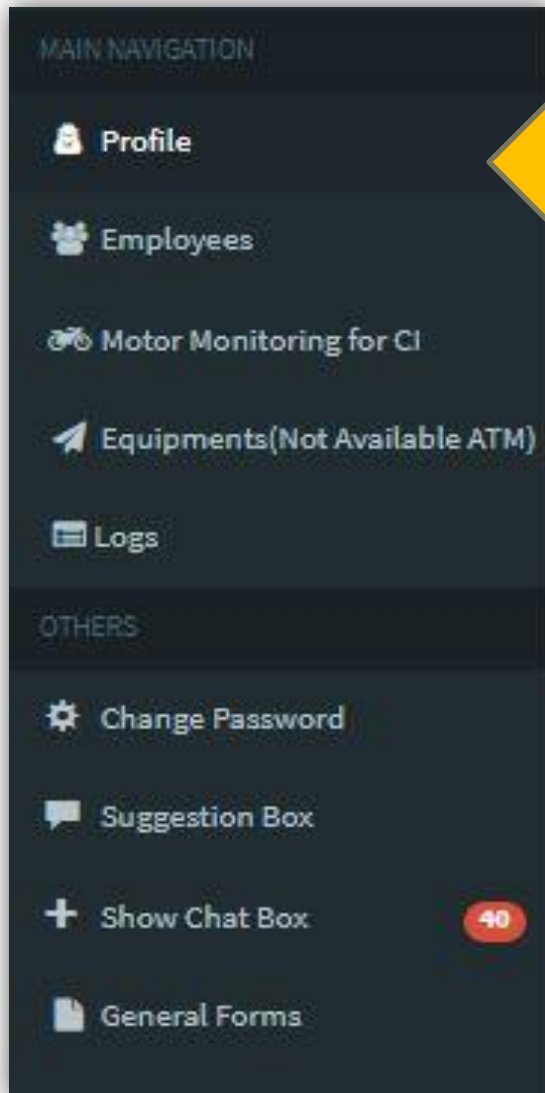 MAIN NAVIGATION
Profile
Employees
Motor Monitoring for CI
Equipments(Not Available ATM)
Logs
OTHERS
Change Password
Suggestion Box
Show Chat Box 40
General Forms